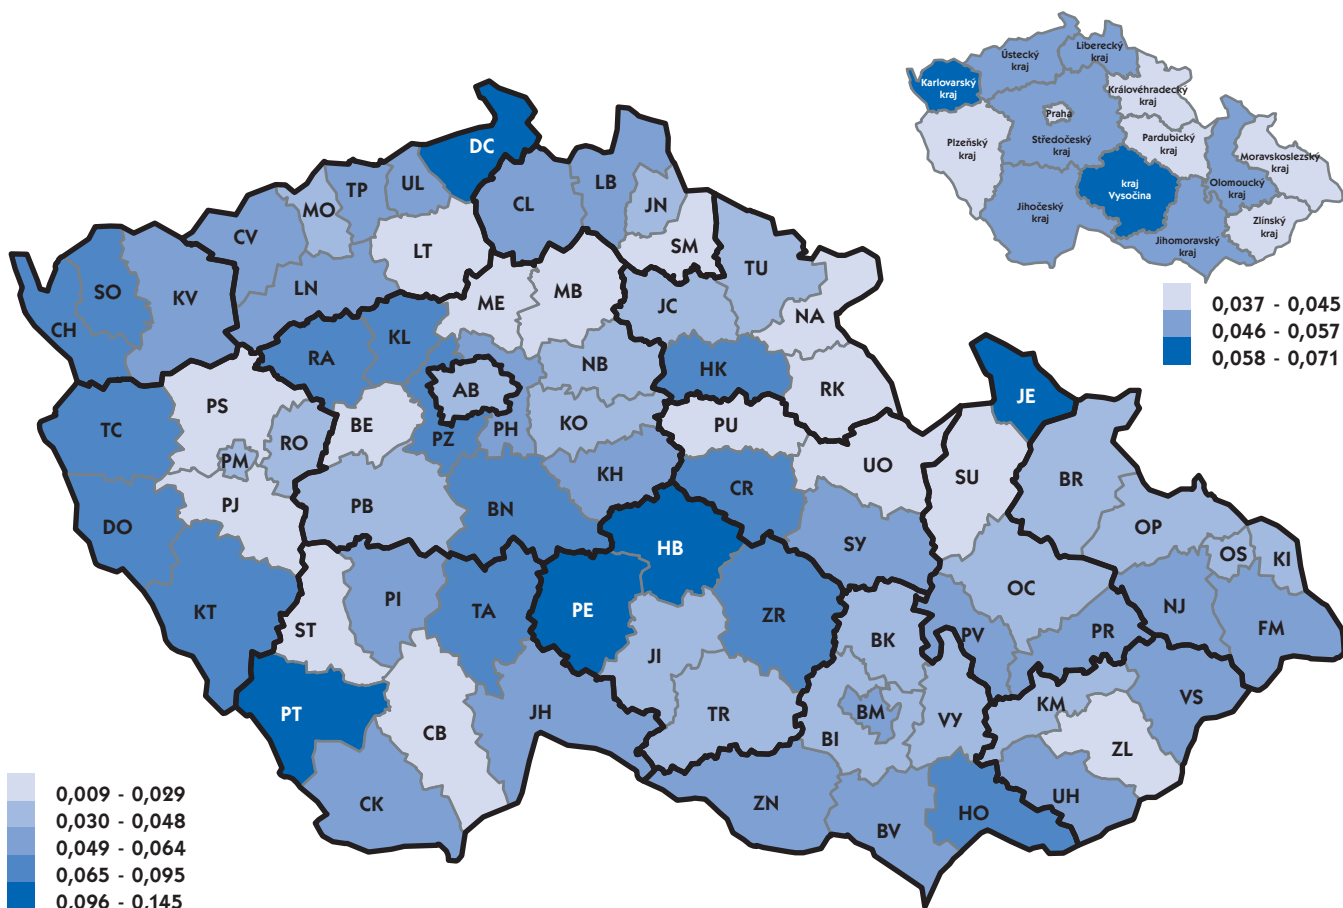 Ústecký
kraj
Liberecký
kraj
Karlovarský
kraj
Královéhradecký
kraj
Praha
Plzeňský
kraj
Středočeský
kraj
Pardubický
kraj
Moravskoslezský
kraj
kraj
Vysočina
Olomoucký
kraj
Jihočeský
kraj
Zlínský
kraj
Jihomoravský
kraj
0,037 - 0,045
0,046 - 0,057
0,058 - 0,071
DC
TP
UL
LB
JN
MO
CL
CV
LT
SM
TU
SO
KV
LN
ME
MB
JC
NA
CH
RA
KL
NB
HK
RK
AB
JE
PS
TC
RO
BE
PZ
PH
KO
PU
PM
UO
SU
BR
PJ
KH
CR
DO
PB
BN
OP
HB
SY
OS
KI
KT
PI
TA
PE
ZR
OC
NJ
ST
JI
BK
PV
PR
FM
PT
CB
JH
TR
BM
VY
KM
VS
BI
ZL
CK
ZN
BV
HO
UH
0,009 - 0,029
0,030 - 0,048
0,049 - 0,064
0,065 - 0,095
0,096 - 0,145